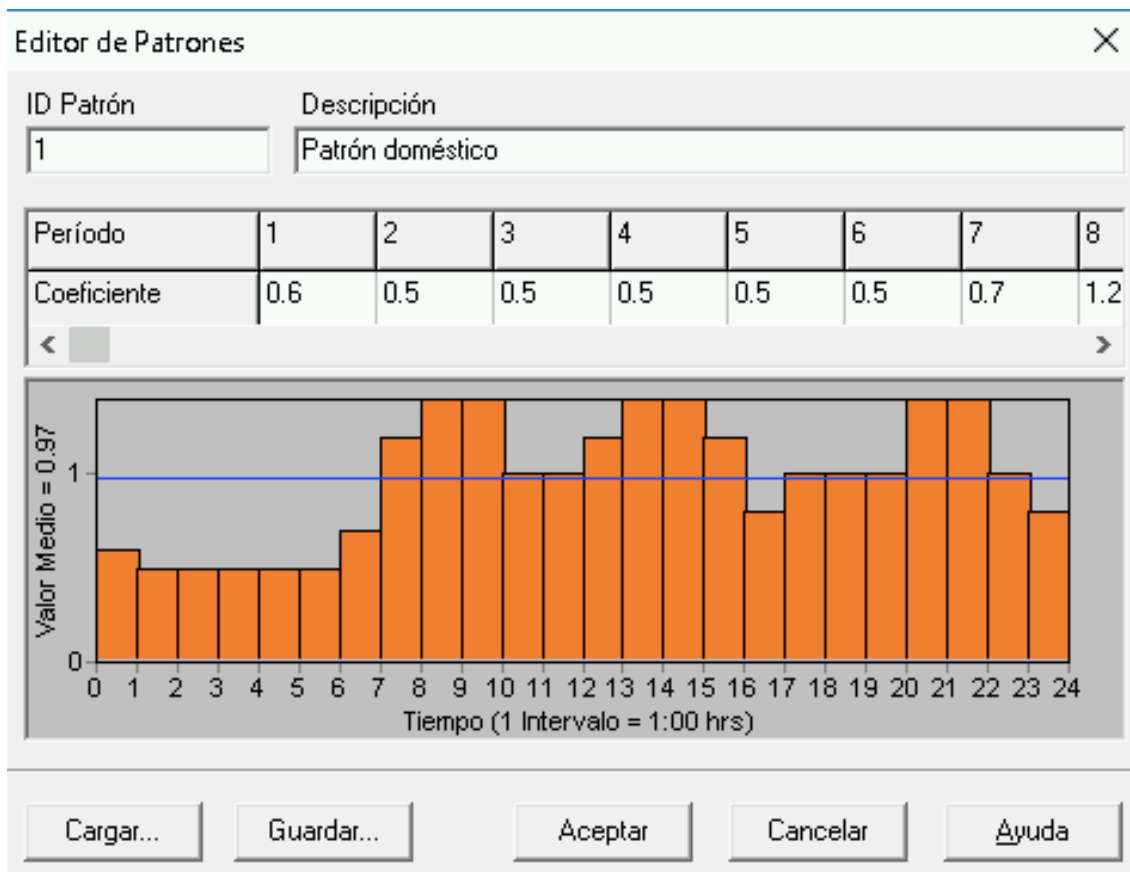 Editor de Patrones
ID Patrón Descripción
1 Patrón doméstico
Período 1 2 3 4 5 6 7 8
Coeficiente 0.6 0.5 0.5 0.5 0.5 0.5 0.7 1.2
Valor Medio = 0.97
1
0
0 1 2 3 4 5 6 7 8 9 10 11 12 13 14 15 16 17 18 19 20 21 22 23 24
Tiempo (1 Intervalo = 1:00 hrs)
Cargar... Guardar... Aceptar Cancelar Ayuda